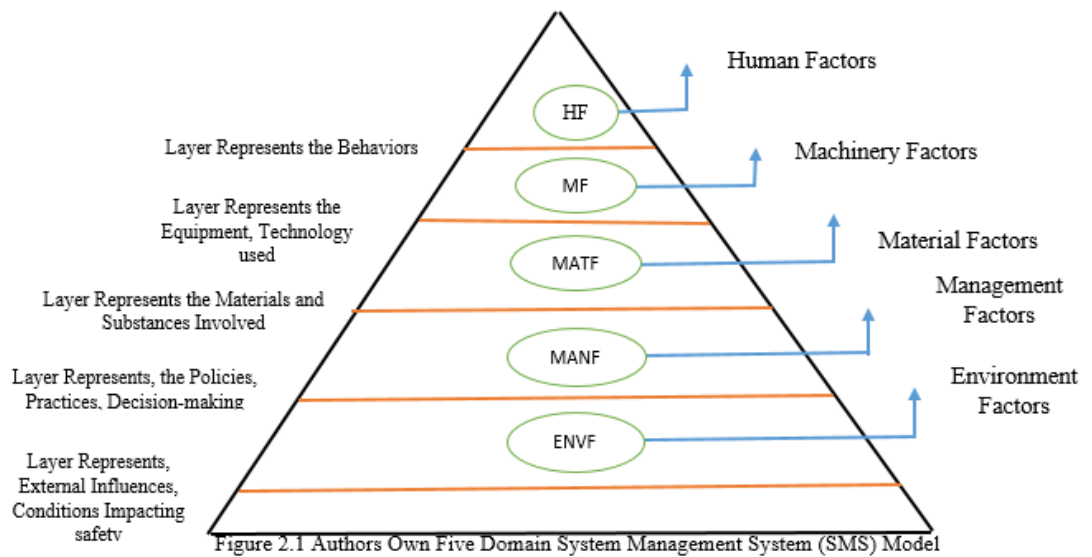 Human Factors
HF
Layer Represents the Behaviors
Machinery Factors
MF
Layer Represents the
Equipment, Technology
used
Material Factors
MATF
Layer Represents the Materials and
Substances Involved
Management
Factors
MANF
Layer Represents, the Policies,
Practices, Decision-making
Environment
Factors
ENVF
Layer Represents,
External Influences,
Conditions Impacting
safety
Figure 2.1 Authors Own Five Domain System Management System (SMS) Model